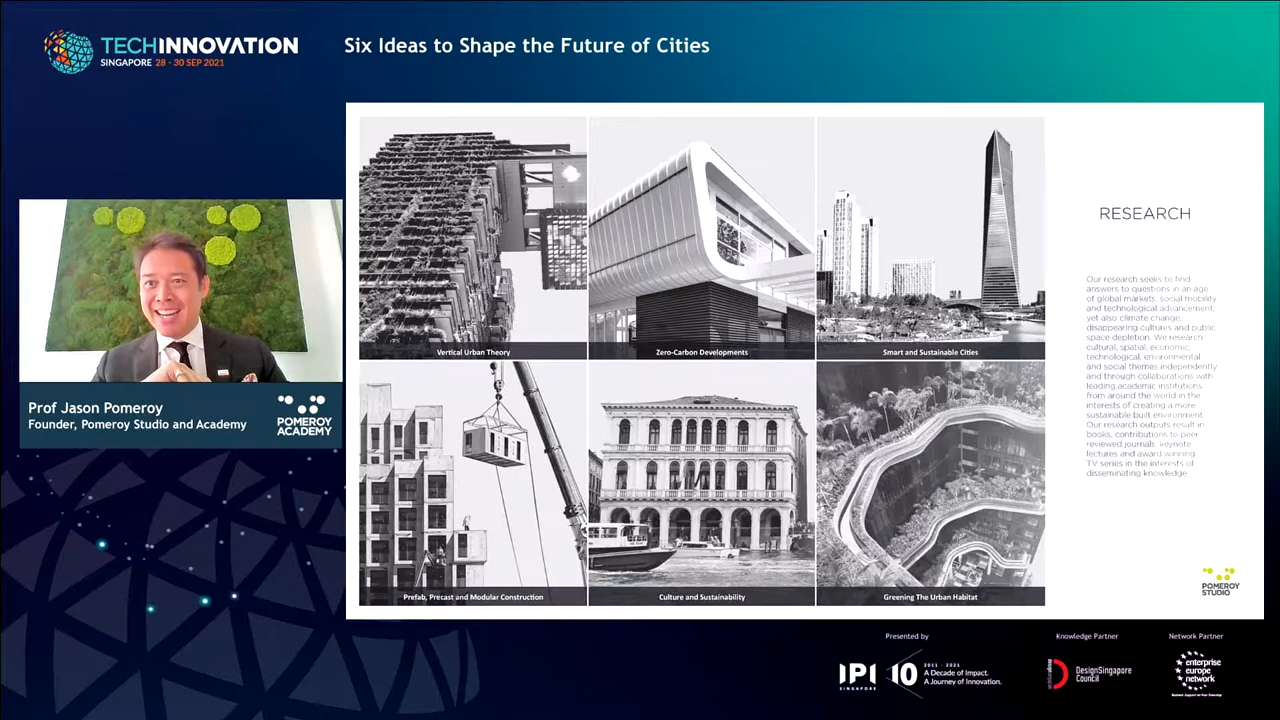 TECHINNOVATION
SINGAPORE 28 - 30 SEP 2021
Six Ideas to Shape the Future of Cities
Prof Jason Pomeroy
Founder, Pomeroy Studio and Academy
POMEROY
ACADEMY
Vertical Urban Theory
Zero-Carbon Developments
Smart and Sustainable Cities
Prefab, Precast and Modular Construction
Culture and Sustainability
Greening The Urban Habitat
RESEARCH
Our research seeks to find
answers to questions in an age
of global markets, social mobility
and technological advancement,
yet also climate change,
disappearing cultures and public
space depletion. We research
cultural, spatial, economic,
technological, environmental
and social themes independently
and through collaborations with
leading academic institutions
from around the world in the
interests of creating a more
sustainable built environment.
Our research outputs result in
books, contributions to peer
reviewed journals, keynote
lectures and award winning
TV series in the interests of
disseminating knowledge.
POMEROY
STUDIO
Presented by
IPI
SINGAPORE
10
2011 - 2021
A Decade of Impact.
A Journey of Innovation.
Knowledge Partner
DesignSingapore
Council
Network Partner
enterprise
europe
network
Business Support on Your Doorstep